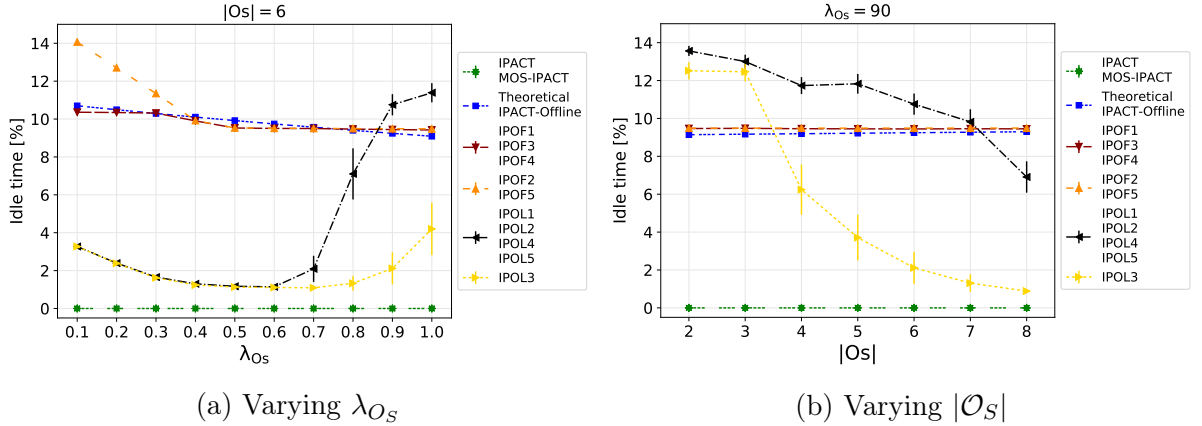 |Os| = 6
Idle time [%]
14
12
10
8
6
4
2
0
0.1 0.2 0.3 0.4 0.5 0.6 0.7 0.8 0.9 1.0
λOs
IPACT
MOS-IPACT
Theoretical
IPACT-Offline
IPOF1
IPOF3
IPOF4
IPOF2
IPOF5
IPOL1
IPOL2
IPOL4
IPOL5
IPOL3
(a) Varying λ_{O_S}
λOs = 90
Idle time [%]
14
12
10
8
6
4
2
0
2 3 4 5 6 7 8
|Os|
IPACT
MOS-IPACT
Theoretical
IPACT-Offline
IPOF1
IPOF3
IPOF4
IPOF2
IPOF5
IPOL1
IPOL2
IPOL4
IPOL5
IPOL3
(b) Varying |𝒪_S|